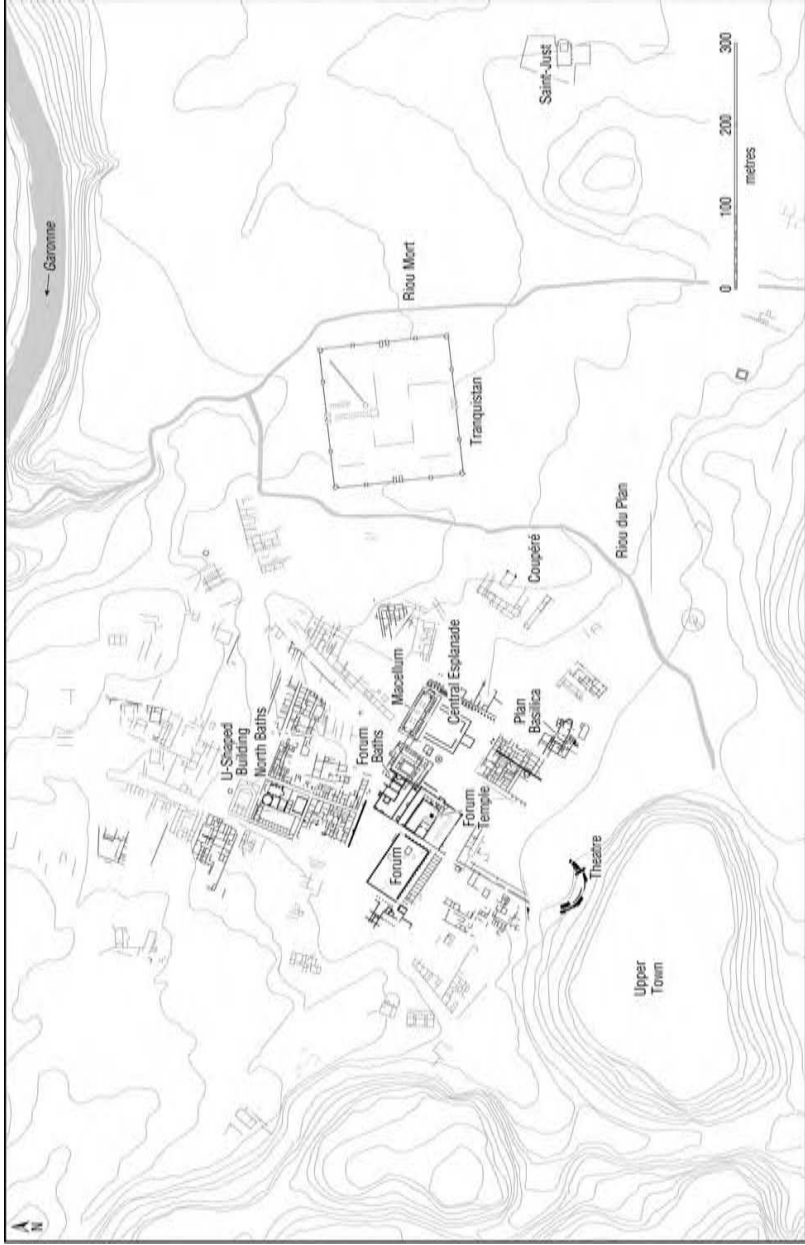 ← Garonne
N
U-Shaped
Building
North Baths
Forum
Baths
Macellum
Central Esplanade
Forum
Forum
Temple
Plan
Basilica
Coupéré
Theatre
Upper
Town
Riou du Plan
Tranquistan
Riou Mort
Saint-Just
0 100 200 300
metres